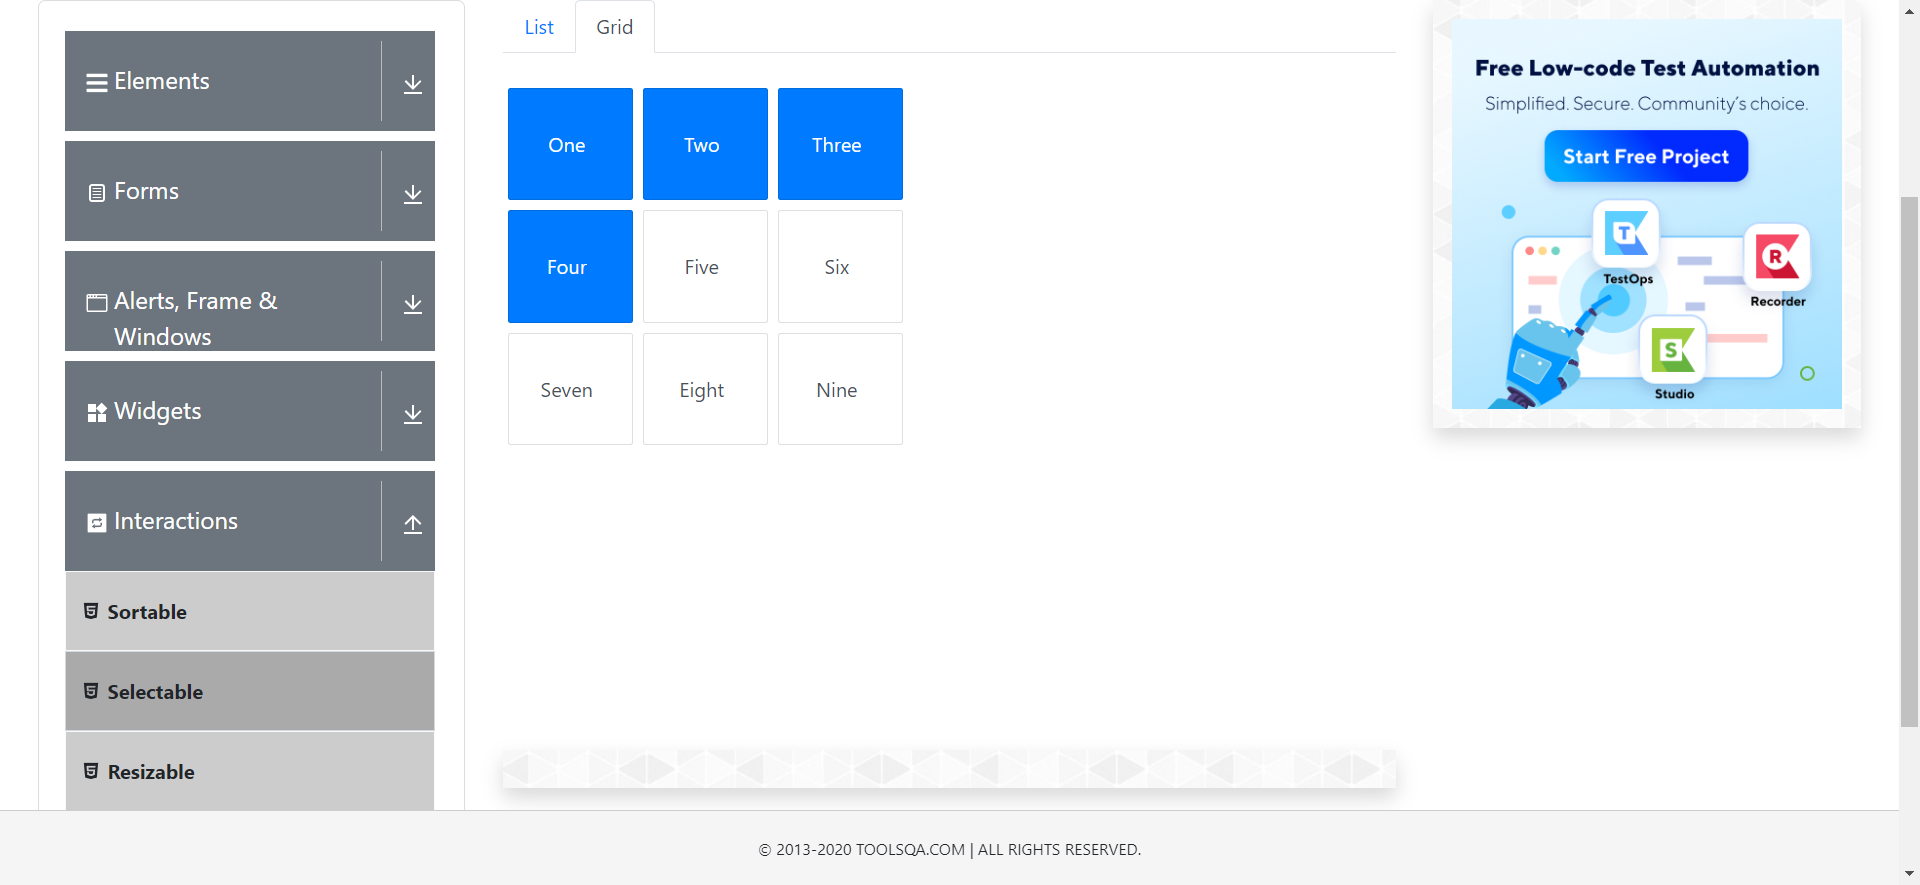 Elements
Forms
Alerts, Frame &
Windows
Widgets
Interactions
Sortable
Selectable
Resizable
List Grid
One Two Three
Four Five Six
Seven Eight Nine
Free Low-code Test Automation
Simplified. Secure. Community's choice.
Start Free Project
T
TestOps
R
Recorder
S
Studio
© 2013-2020 TOOLSQA.COM | ALL RIGHTS RESERVED.